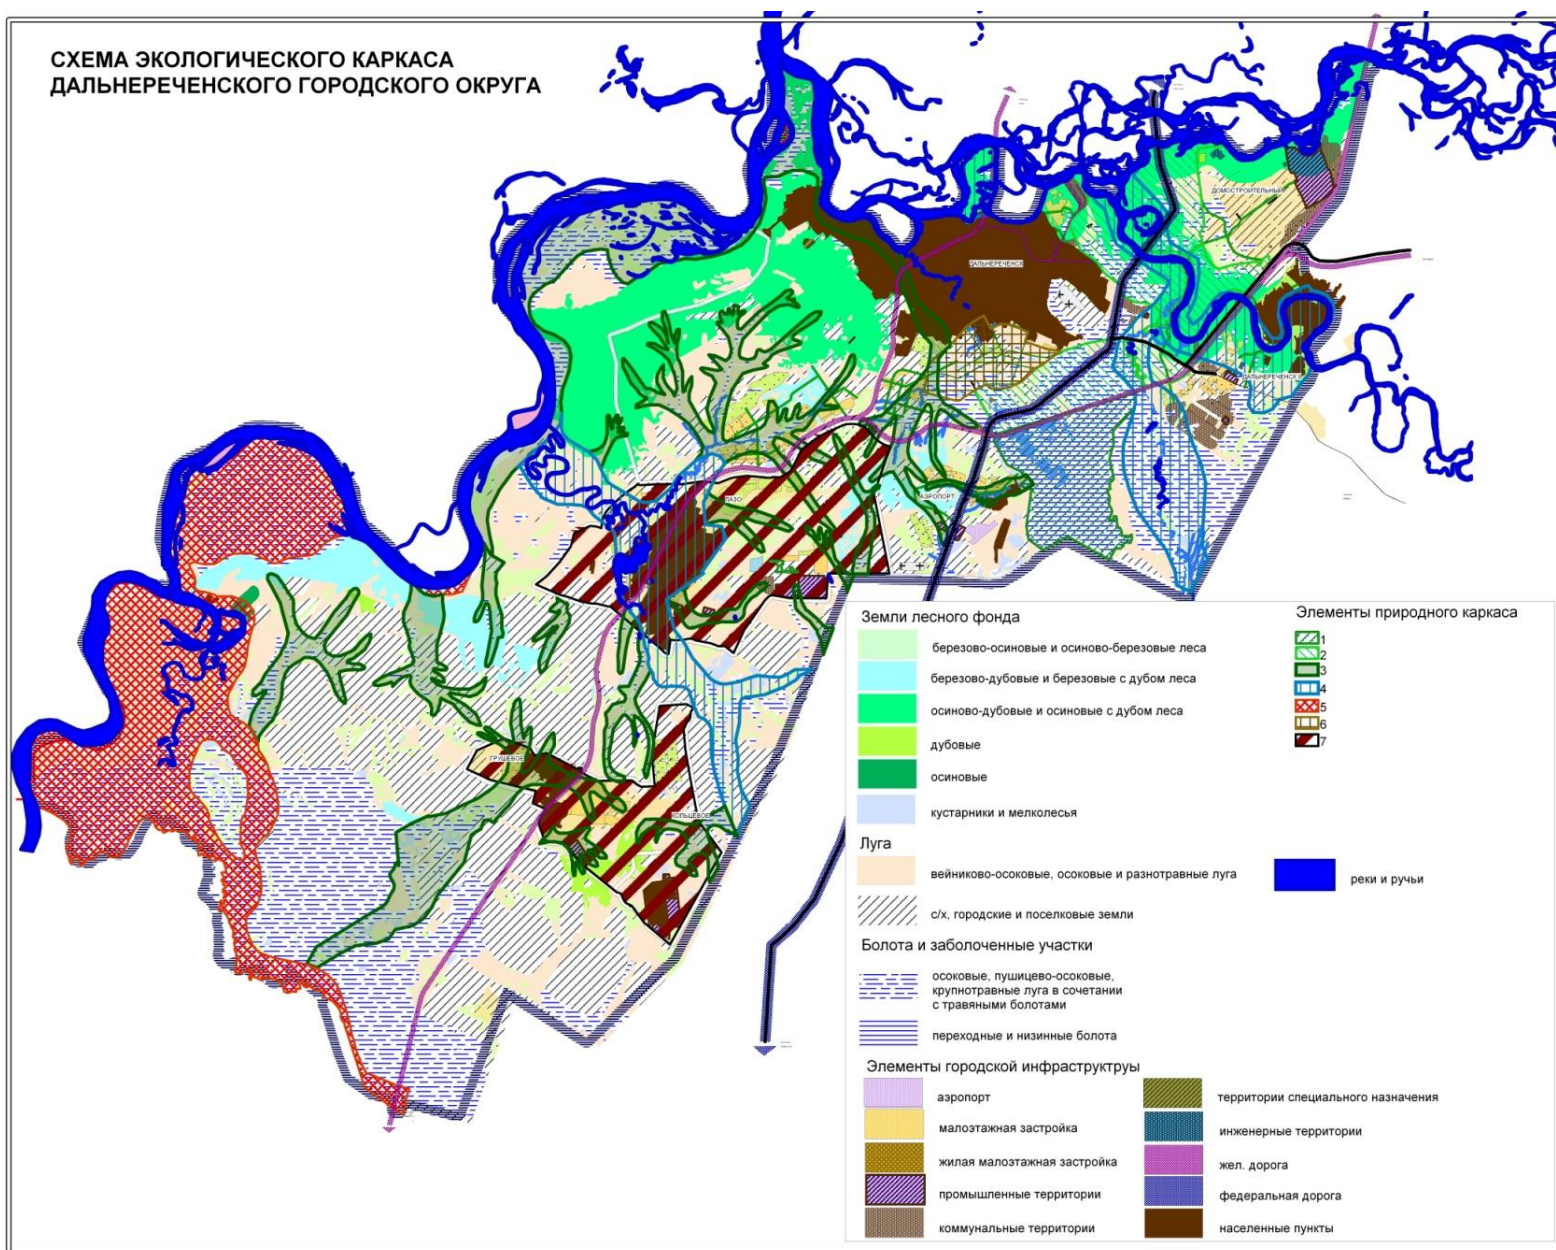 СХЕМА ЭКОЛОГИЧЕСКОГО КАРКАСА
ДАЛЬНЕРЕЧЕНСКОГО ГОРОДСКОГО ОКРУГА
ДОМОСТРОИТЕЛЬНЫЙ
ДАЛЬНЕРЕЧЕНСК
ДАЛЬНЕРЕЧЕНСК II
ЛАЗО
АЭРОПОРТ
ГРУШЕВОЕ
КОЛЬЦЕВОЕ
Земли лесного фонда
березово-осиновые и осиново-березовые леса
березово-дубовые и березовые с дубом леса
осиново-дубовые и осиновые с дубом леса
дубовые
осиновые
кустарники и мелколесья
Луга
вейниково-осоковые, осоковые и разнотравные луга
с/х, городские и поселковые земли
Болота и заболоченные участки
осоковые, пушицево-осоковые,
крупнотравные луга в сочетании
с травяными болотами
переходные и низинные болота
Элементы городской инфраструктруы
аэропорт
малоэтажная застройка
жилая малоэтажная застройка
промышленные территории
коммунальные территории
территории специального назначения
инженерные территории
жел. дорога
федеральная дорога
населенные пункты
Элементы природного каркаса
1
2
3
4
5
6
7
реки и ручьи